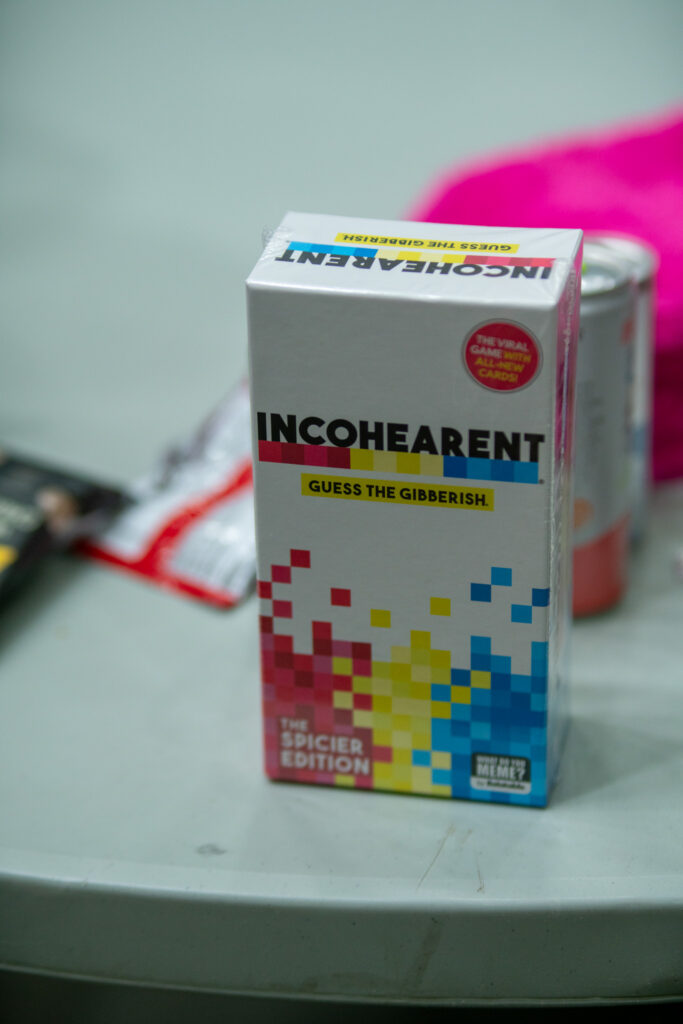 GUESS THE GIBBERISH.
INCOHEARENT
THE VIRAL
GAME WITH
ALL-NEW
CARDS!
INCOHEARENT
GUESS THE GIBBERISH.
THE
SPICIER
EDITION
WHAT DO YOU
MEME?